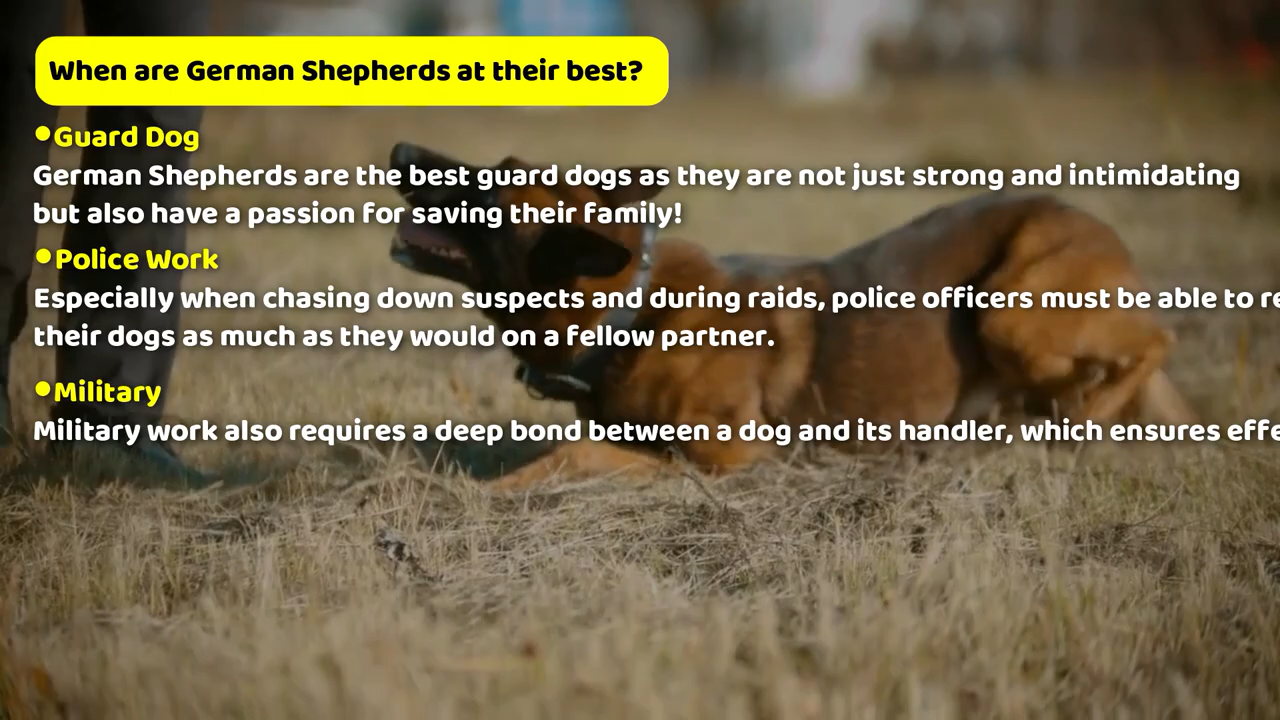 When are German Shepherds at their best?
•Guard Dog
German Shepherds are the best guard dogs as they are not just strong and intimidating
but also have a passion for saving their family!
•Police Work
Especially when chasing down suspects and during raids, police officers must be able to
their dogs as much as they would on a fellow partner.
•Military
Military work also requires a deep bond between a dog and its handler, which ensures